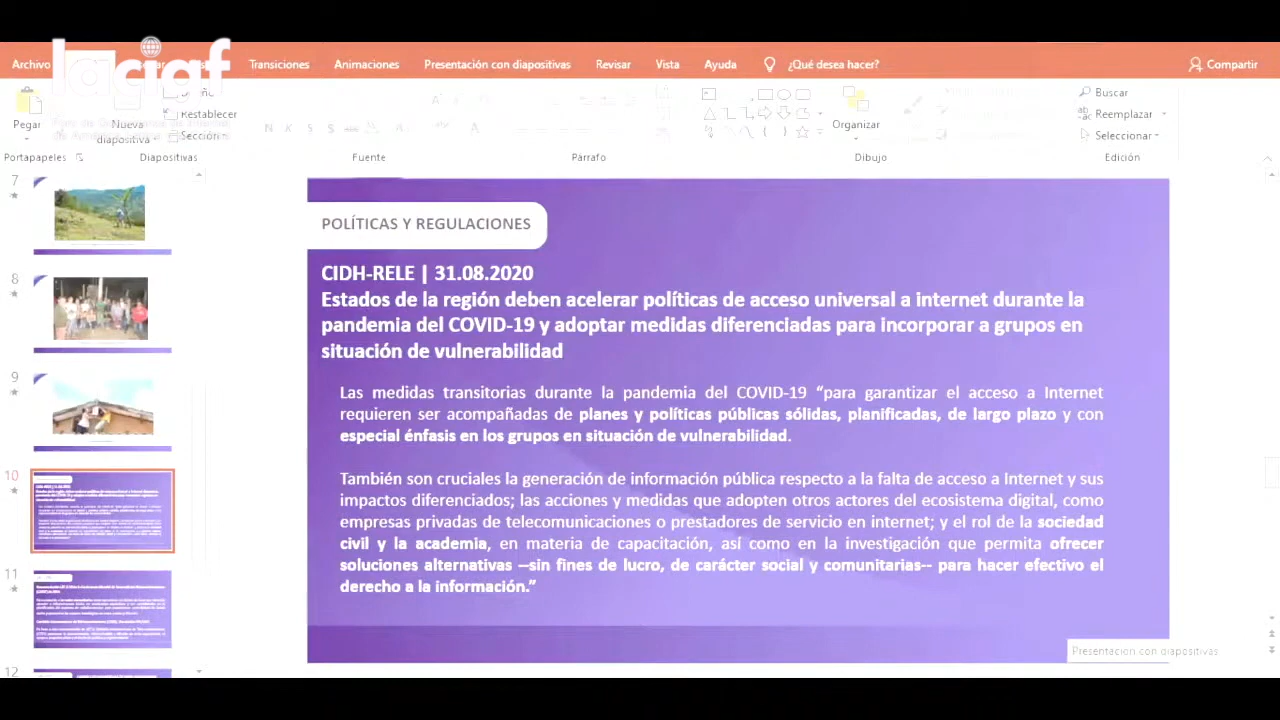 lacigf
Archivo
Transiciones
Animaciones
Presentación con diapositivas
Revisar
Vista
Ayuda
¿Qué desea hacer?
Compartir
Pegar
Nueva
diapositiva
Restablecer
Sección
Organizar
Buscar
Reemplazar
Seleccionar
Portapapeles
Diapositivas
Fuente
Párrafo
Dibujo
Edición
7
8
9
10
11
12
POLÍTICAS Y REGULACIONES
CIDH-RELE | 31.08.2020
Estados de la región deben acelerar políticas de acceso universal a internet durante la
pandemia del COVID-19 y adoptar medidas diferenciadas para incorporar a grupos en
situación de vulnerabilidad
Las medidas transitorias durante la pandemia del COVID-19 “para garantizar el acceso a Internet
requieren ser acompañadas de planes y políticas públicas sólidas, planificadas, de largo plazo y con
especial énfasis en los grupos en situación de vulnerabilidad.
También son cruciales la generación de información pública respecto a la falta de acceso a Internet y sus
impactos diferenciados; las acciones y medidas que adopten otros actores del ecosistema digital, como
empresas privadas de telecomunicaciones o prestadoras de servicios en internet; y el rol de la sociedad
civil y la academia, en materia de capacitación, así como en la investigación que permita ofrecer
soluciones alternativas –sin fines de lucro, de carácter social y comunitarias-- para hacer efectivo el
derecho a la información.”
Presentación con diapositivas